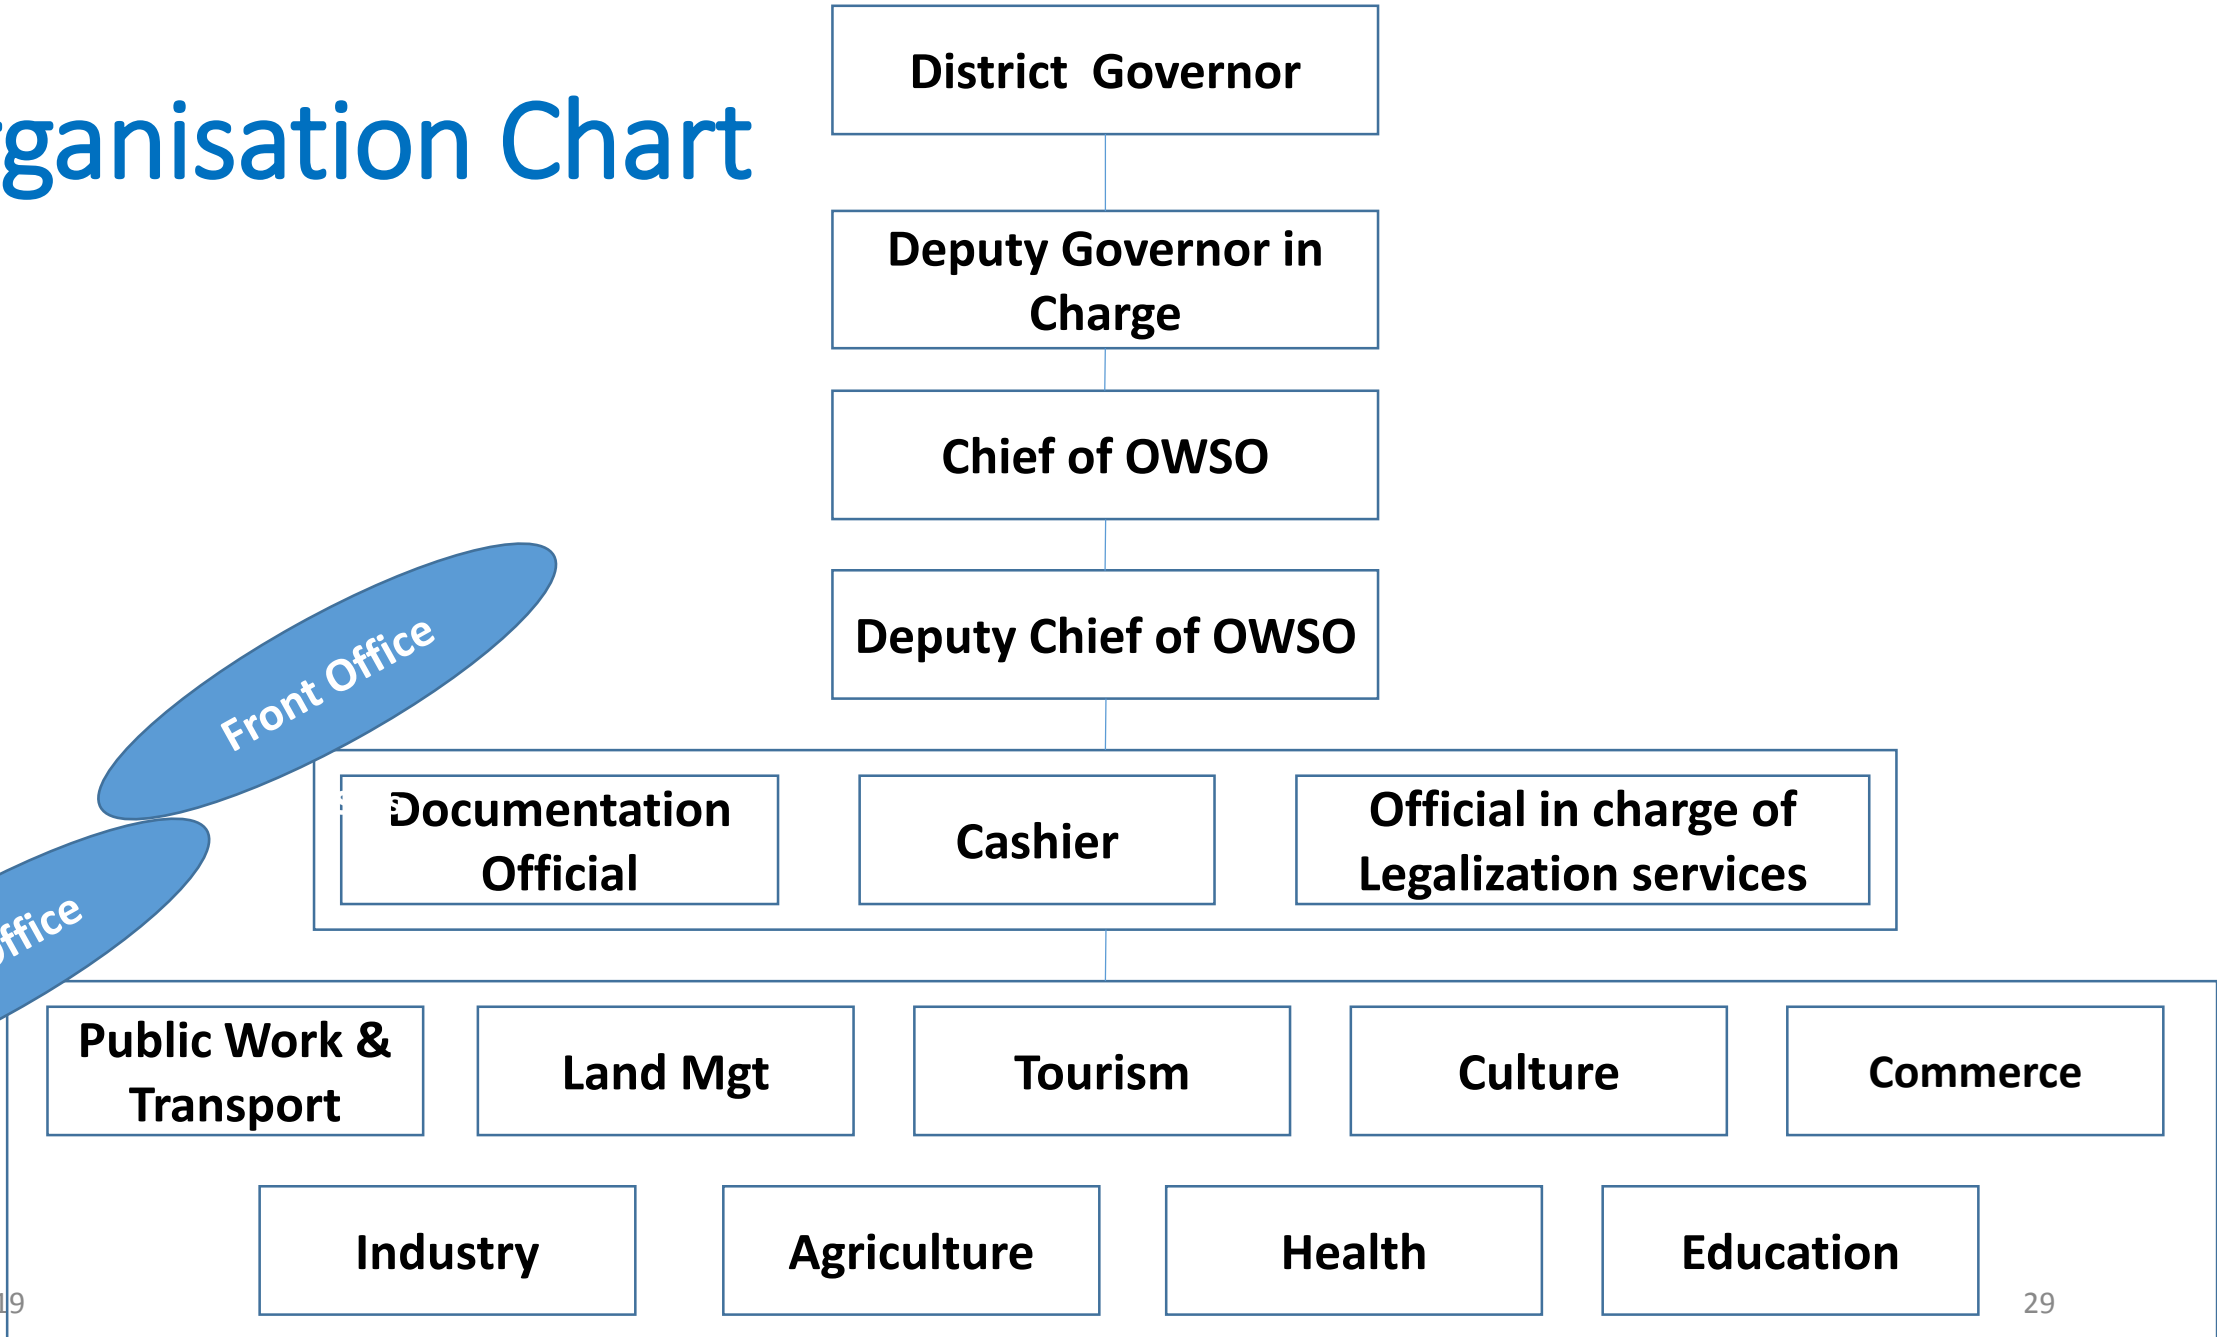 District  Governor
rganisation Chart
Deputy Governor in
Charge
Chief of OWSO
Deputy Chief of OWSO
Front Office
Documentation
Official
Cashier
Official in charge of
Legalization services
ffice
Public Work &
Transport
Land Mgt
Tourism
Culture
Commerce
Industry
Agriculture
Health
Education
19
29